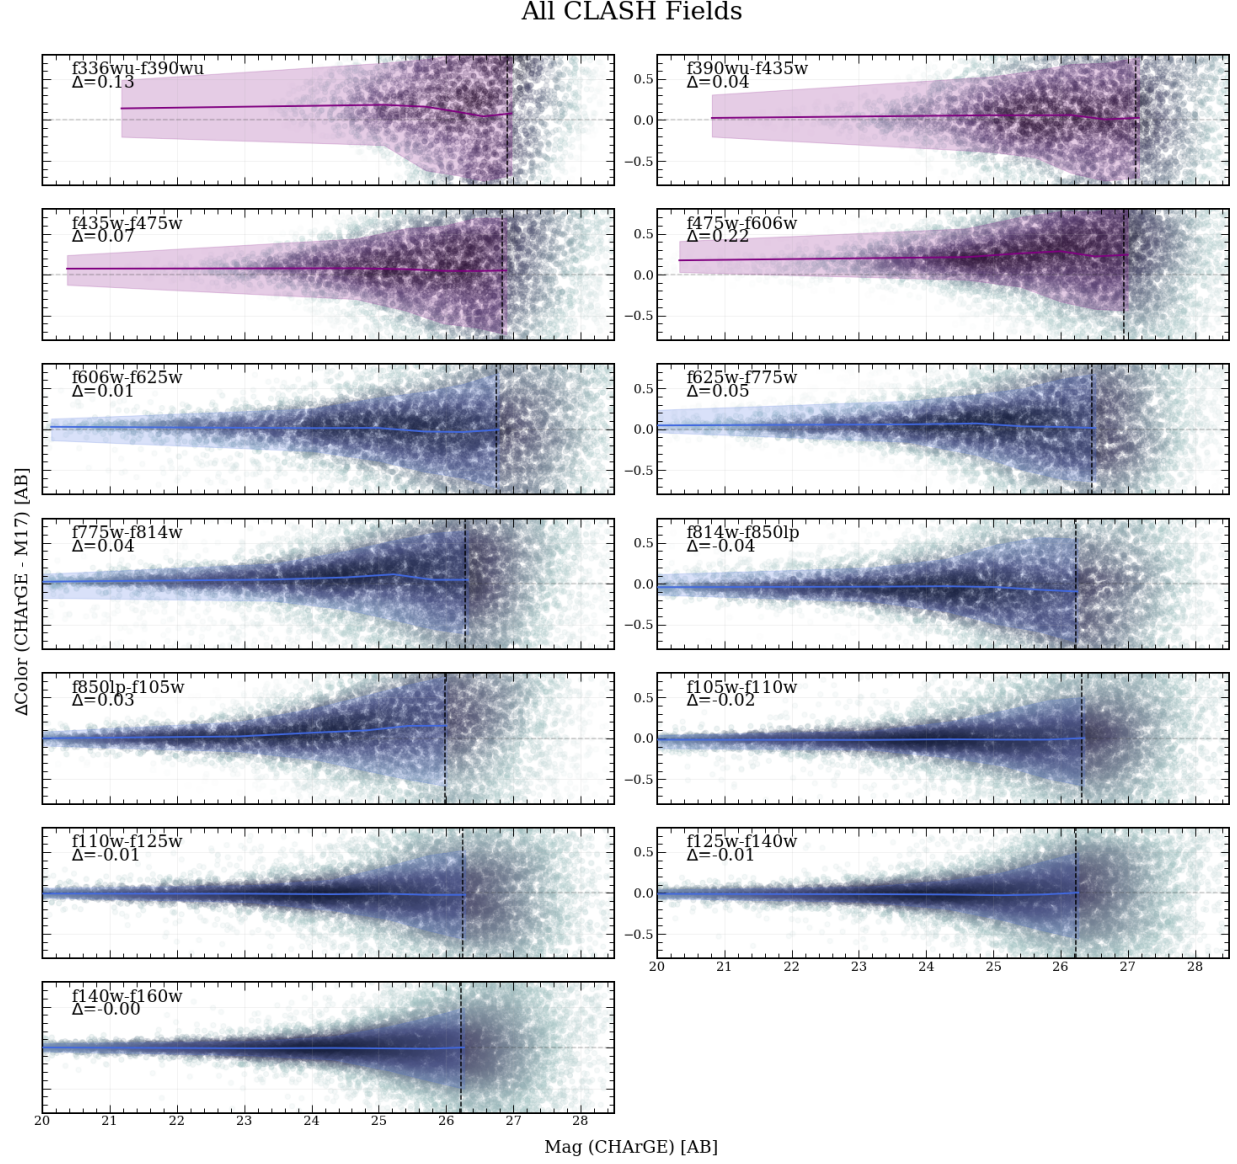 All CLASH Fields
f336wu-f390wu
Δ=0.13
f390wu-f435w
Δ=0.04
0.5
0.0
−0.5
f435w-f475w
Δ=0.07
f475w-f606w
Δ=0.22
0.5
0.0
−0.5
f606w-f625w
Δ=0.01
f625w-f775w
Δ=0.05
0.5
0.0
−0.5
f775w-f814w
Δ=0.04
f814w-f850lp
Δ=-0.04
0.5
0.0
−0.5
f850lp-f105w
Δ=0.03
f105w-f110w
Δ=-0.02
0.5
0.0
−0.5
f110w-f125w
Δ=-0.01
f125w-f140w
Δ=-0.01
0.5
0.0
−0.5
20 21 22 23 24 25 26 27 28
f140w-f160w
Δ=-0.00
20 21 22 23 24 25 26 27 28
ΔColor (CHArGE - M17) [AB]
Mag (CHArGE) [AB]